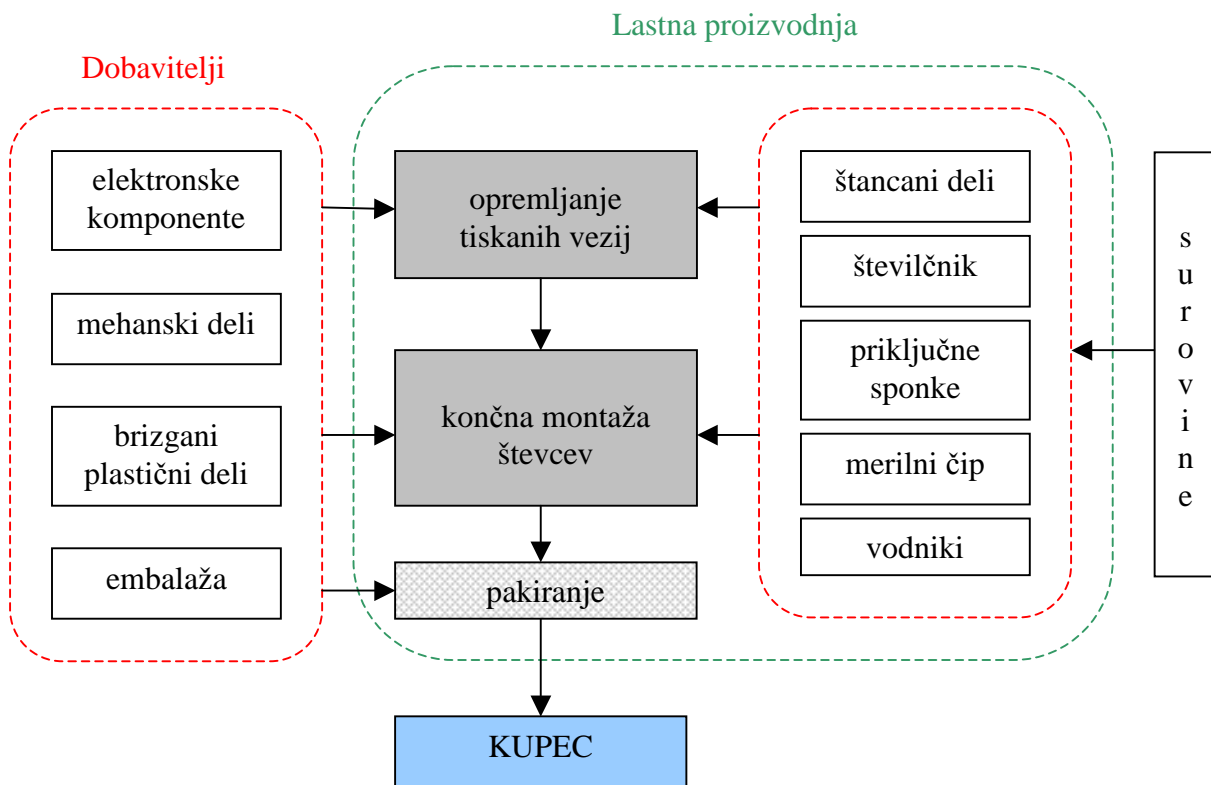 Lastna proizvodnja
Dobavitelji
elektronske
komponente
mehanski deli
brizgani
plastični deli
embalaža
opremljanje
tiskanih vezij
končna montaža
števcev
pakiranje
KUPEC
štancani deli
številčnik
priključne
sponke
merilni čip
vodniki
s
u
r
o
v
i
n
e